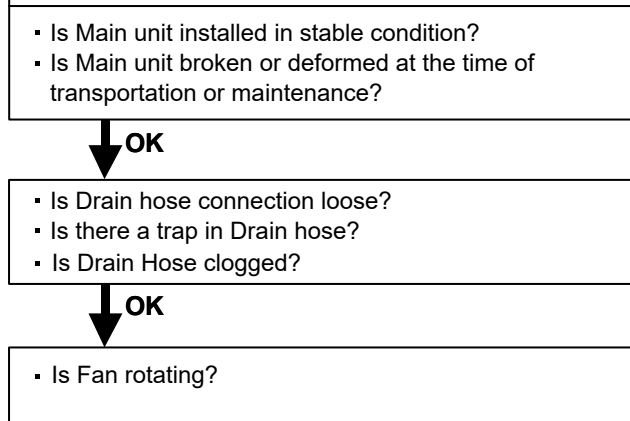 ▪ Is Main unit installed in stable condition?
▪ Is Main unit broken or deformed at the time of
transportation or maintenance?
OK
▪ Is Drain hose connection loose?
▪ Is there a trap in Drain hose?
▪ Is Drain Hose clogged?
OK
▪ Is Fan rotating?